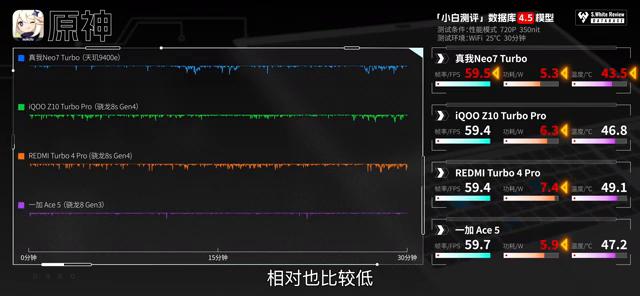 原神
「小白测评」数据库 4.5 模型
测试条件: 性能模式 720P 350nit
测试环境: WiFi 25°C 30分钟
S.White Review
DATABASE
真我Neo7 Turbo (天玑9400e)
iQOO Z10 Turbo Pro (骁龙8s Gen4)
REDMI Turbo 4 Pro (骁龙8s Gen4)
一加 Ace 5 (骁龙8 Gen3)
0分钟
15分钟
30分钟
真我Neo7 Turbo
帧率/FPS 59.5 功耗/W 5.3 温度/°C 43.5
iQOO Z10 Turbo Pro
帧率/FPS 59.4 功耗/W 6.3 温度/°C 46.8
REDMI Turbo 4 Pro
帧率/FPS 59.4 功耗/W 7.4 温度/°C 49.1
一加 Ace 5
帧率/FPS 59.7 功耗/W 5.9 温度/°C 47.2
相对也比较低